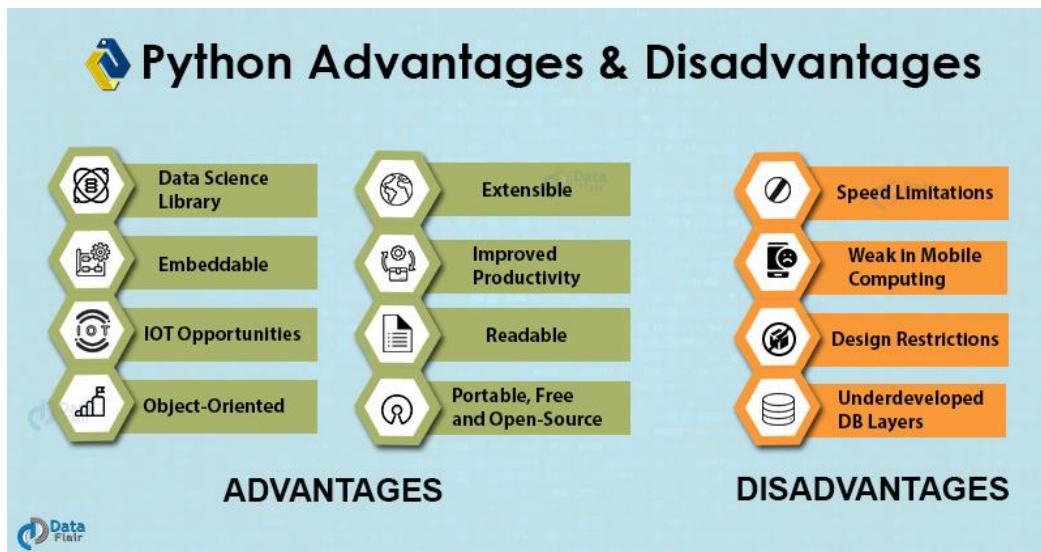 Python Advantages & Disadvantages
Data Science
Library
Embeddable
IOT
IOT Opportunities
Object-Oriented
Extensible
Improved
Productivity
Readable
Portable, Free
and Open-Source
Speed Limitations
Weak in Mobile
Computing
Design Restrictions
Underdeveloped
DB Layers
ADVANTAGES
DISADVANTAGES
Data
Flair